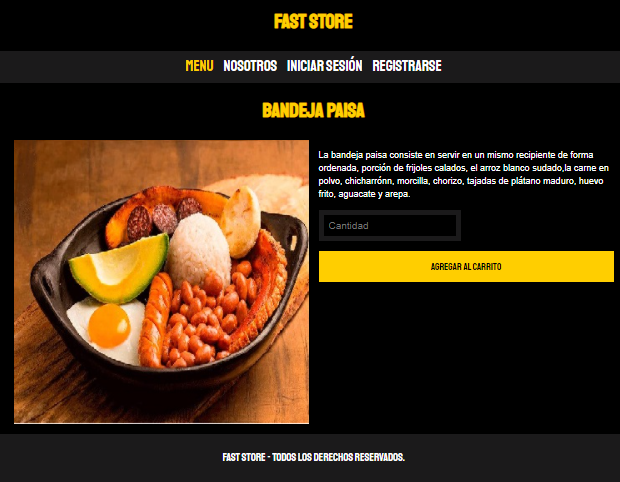 FAST STORE
MENU NOSOTROS INICIAR SESIÓN REGISTRARSE
BANDEJA PAISA
La bandeja paisa consiste en servir en un mismo recipiente de forma
ordenada, porción de frijoles calados, el arroz blanco sudado,la carne en
polvo, chicharrónn, morcilla, chorizo, tajadas de plátano maduro, huevo
frito, aguacate y arepa.
Cantidad
AGREGAR AL CARRITO
FAST STORE - TODOS LOS DERECHOS RESERVADOS.